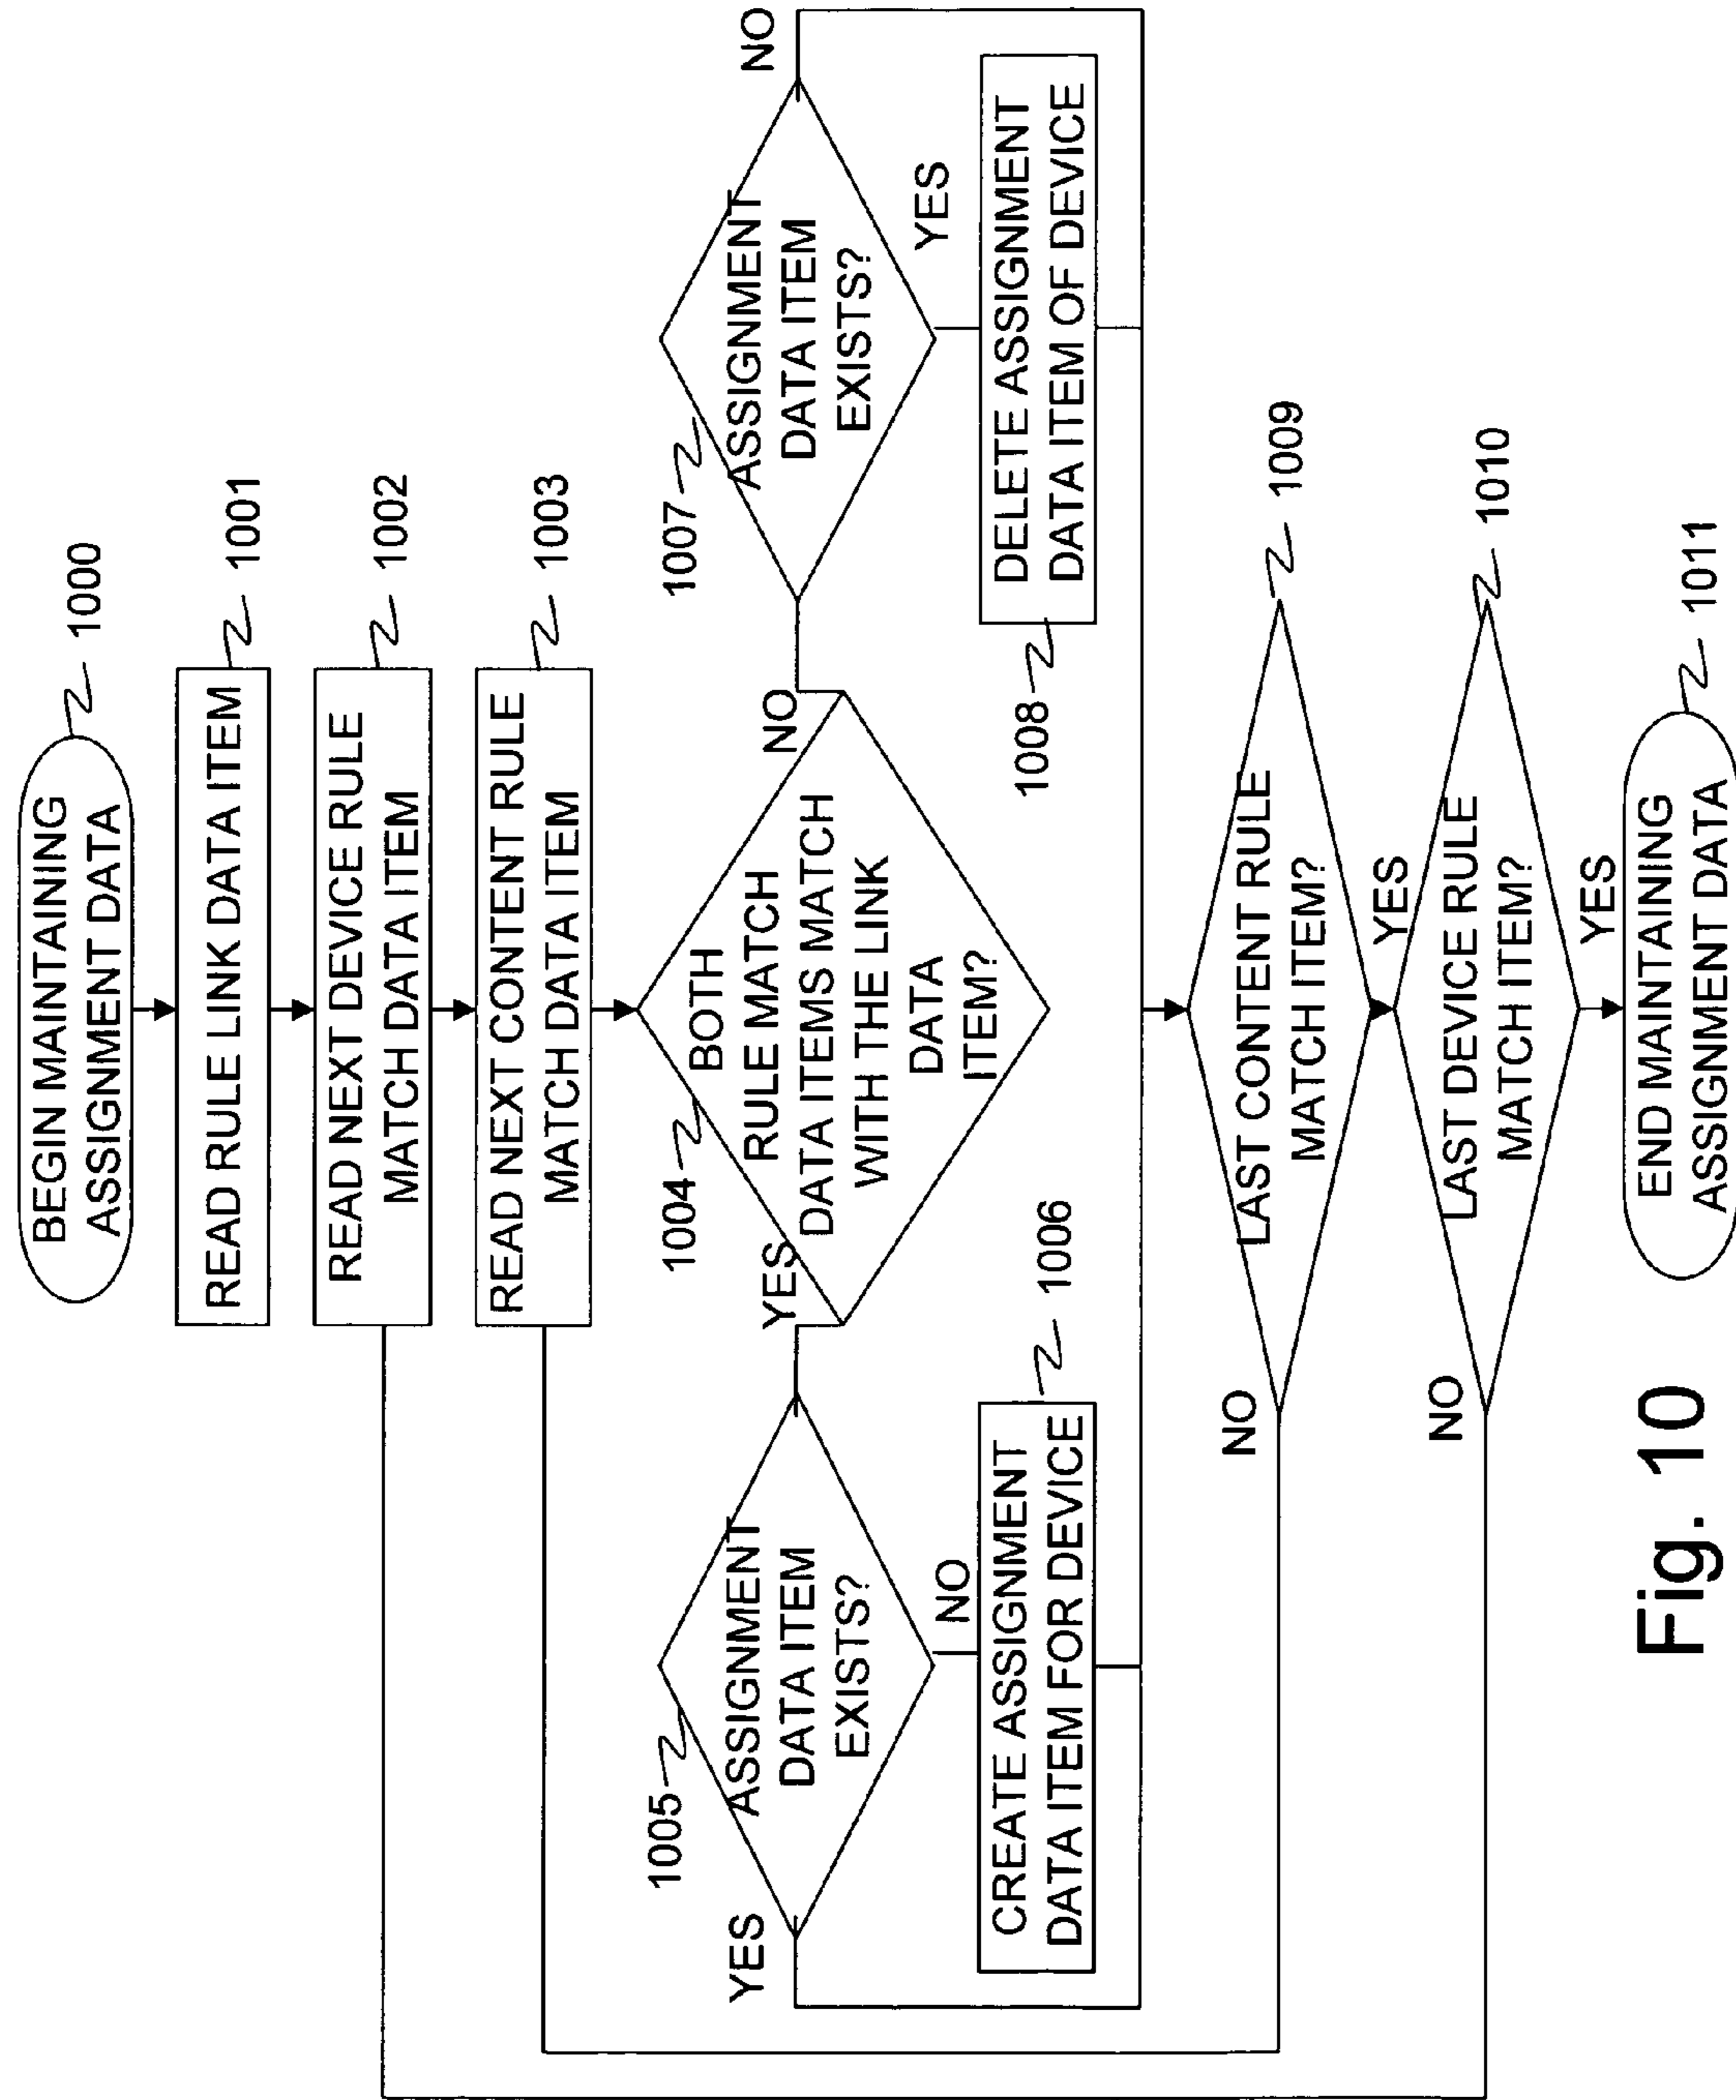 BEGIN MAINTAINING
ASSIGNMENT DATA
1000
READ RULE LINK DATA ITEM
1001
READ NEXT DEVICE RULE
MATCH DATA ITEM
1002
READ NEXT CONTENT RULE
MATCH DATA ITEM
1003
1004
BOTH
RULE MATCH
DATA ITEMS MATCH
WITH THE LINK
DATA
ITEM?
YES
NO
1005
ASSIGNMENT
DATA ITEM
EXISTS?
YES
NO
CREATE ASSIGNMENT
DATA ITEM FOR DEVICE
1006
1007
ASSIGNMENT
DATA ITEM
EXISTS?
NO
YES
DELETE ASSIGNMENT
DATA ITEM OF DEVICE
1008
LAST CONTENT RULE
MATCH ITEM?
1009
NO
YES
LAST DEVICE RULE
MATCH ITEM?
1010
NO
YES
END MAINTAINING
ASSIGNMENT DATA
1011
Fig. 10